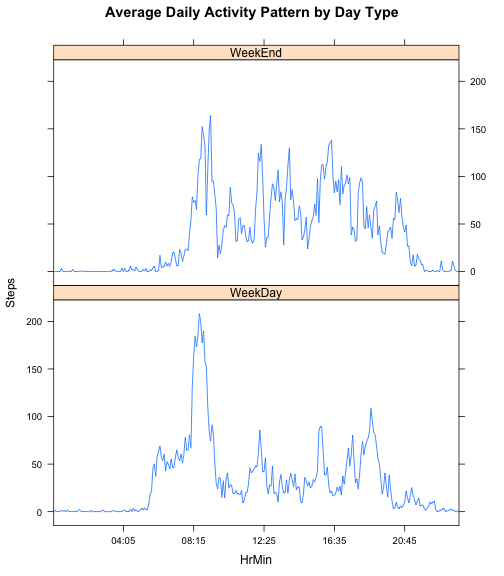 Average Daily Activity Pattern by Day Type
WeekEnd
200
150
100
50
0
Steps
WeekDay
200
150
100
50
0
04:05 08:15 12:25 16:35 20:45
HrMin